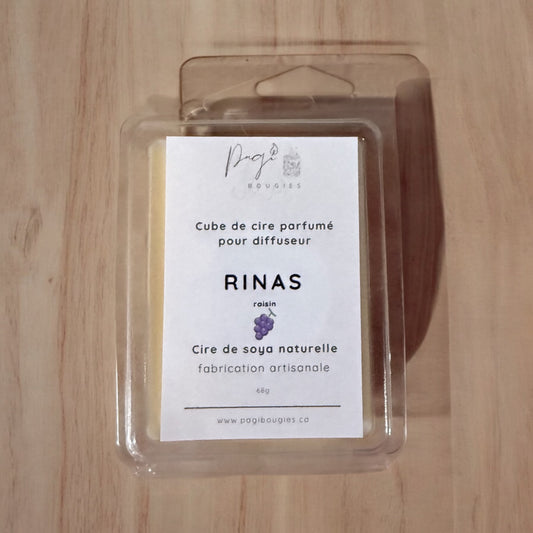 Pagi
BOUGIES
Cube de cire parfumé
pour diffuseur
RINAS
raisin
Cire de soya naturelle
fabrication artisanale
68g
www.pagibougies.ca